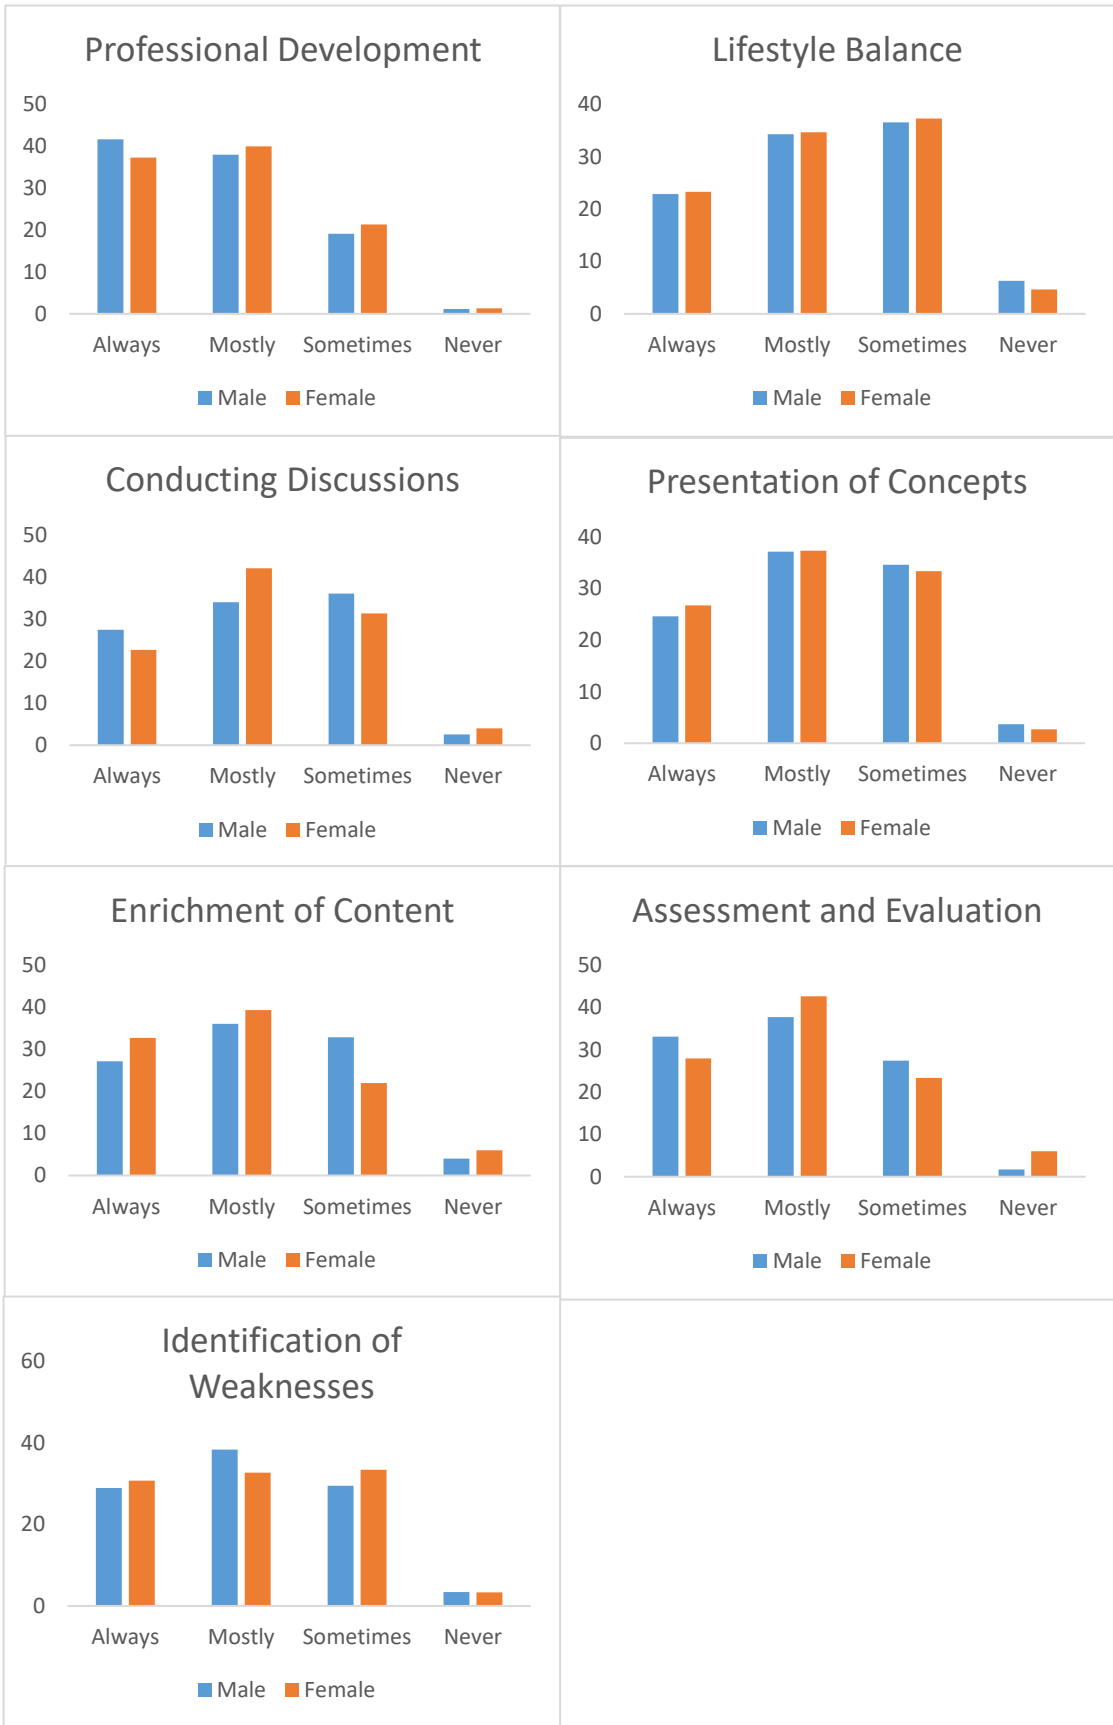 Professional Development
50
40
30
20
10
0
Always Mostly Sometimes Never
Male Female
Lifestyle Balance
40
30
20
10
0
Always Mostly Sometimes Never
Male Female
Conducting Discussions
50
40
30
20
10
0
Always Mostly Sometimes Never
Male Female
Presentation of Concepts
40
30
20
10
0
Always Mostly Sometimes Never
Male Female
Enrichment of Content
50
40
30
20
10
0
Always Mostly Sometimes Never
Male Female
Assessment and Evaluation
50
40
30
20
10
0
Always Mostly Sometimes Never
Male Female
Identification of
Weaknesses
60
40
20
0
Always Mostly Sometimes Never
Male Female